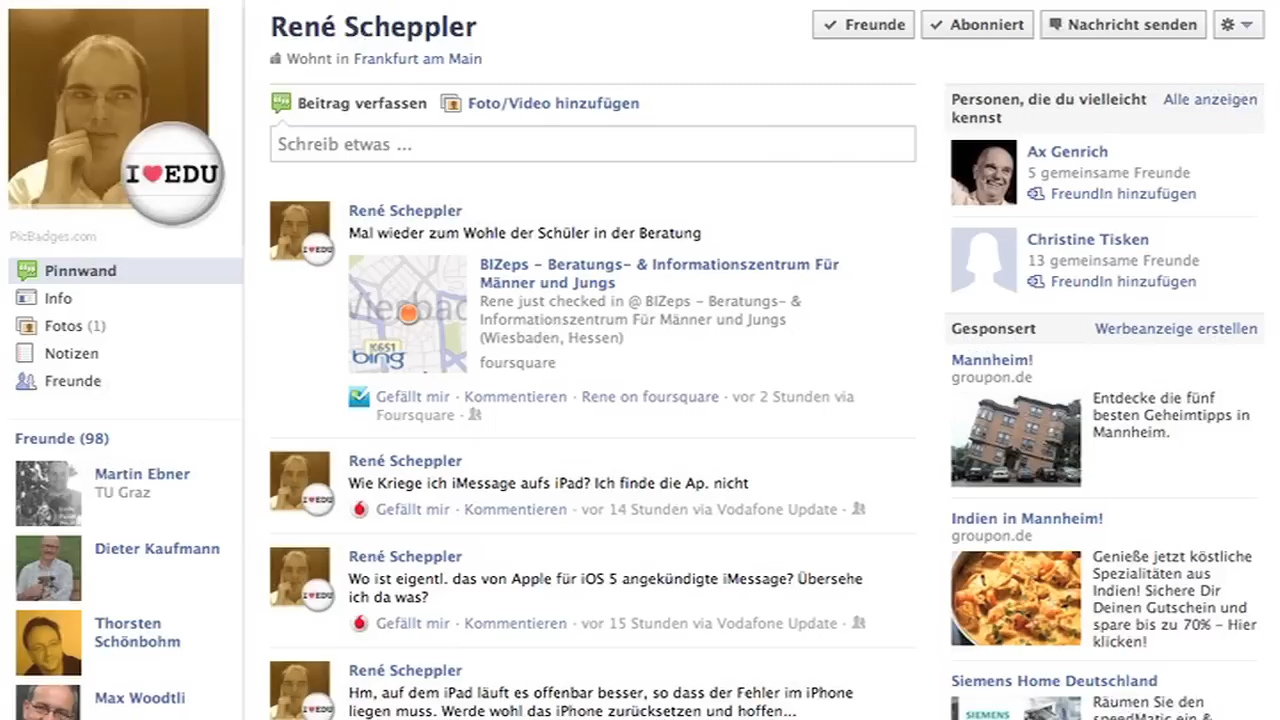 René Scheppler
Wohnt in Frankfurt am Main
Freunde
Abonniert
Nachricht senden
I EDU
PicBadges.com
Pinnwand
Info
Fotos (1)
Notizen
Freunde
Freunde (98)
Martin Ebner
TU Graz
Dieter Kaufmann
Thorsten
Schönbohm
Max Woodtli
Beitrag verfassen
Foto/Video hinzufügen
Schreib etwas ...
René Scheppler
Mal wieder zum Wohle der Schüler in der Beratung
K651
bing
BIZeps – Beratungs- & Informationszentrum Für
Männer und Jungs
Rene just checked in @ BIZeps – Beratungs- &
Informationszentrum Für Männer und Jungs
(Wiesbaden, Hessen)
foursquare
Gefällt mir · Kommentieren · Rene on foursquare · vor 2 Stunden via
Foursquare ·
René Scheppler
Wie Kriege ich iMessage aufs iPad? Ich finde die Ap. nicht
Gefällt mir · Kommentieren · vor 14 Stunden via Vodafone Update ·
René Scheppler
Wo ist eigentl. das von Apple für iOS 5 angekündigte iMessage? Übersehe
ich da was?
Gefällt mir · Kommentieren · vor 15 Stunden via Vodafone Update ·
René Scheppler
Hm, auf dem iPad läuft es offenbar besser, so dass der Fehler im iPhone
liegen muss. Werde wohl das iPhone zurücksetzen und hoffen...
Personen, die du vielleicht
kennst
Alle anzeigen
Ax Genrich
5 gemeinsame Freunde
FreundIn hinzufügen
Christine Tisken
13 gemeinsame Freunde
FreundIn hinzufügen
Gesponsert
Werbeanzeige erstellen
Mannheim!
groupon.de
Entdecke die fünf
besten Geheimtipps in
Mannheim.
Indien in Mannheim!
groupon.de
Genieße jetzt köstliche
Spezialitäten aus
Indien! Sichere Dir
Deinen Gutschein und
spare bis zu 70% – Hier
klicken!
Siemens Home Deutschland
SIEMENS
Räumen Sie den
speedMatic ein &